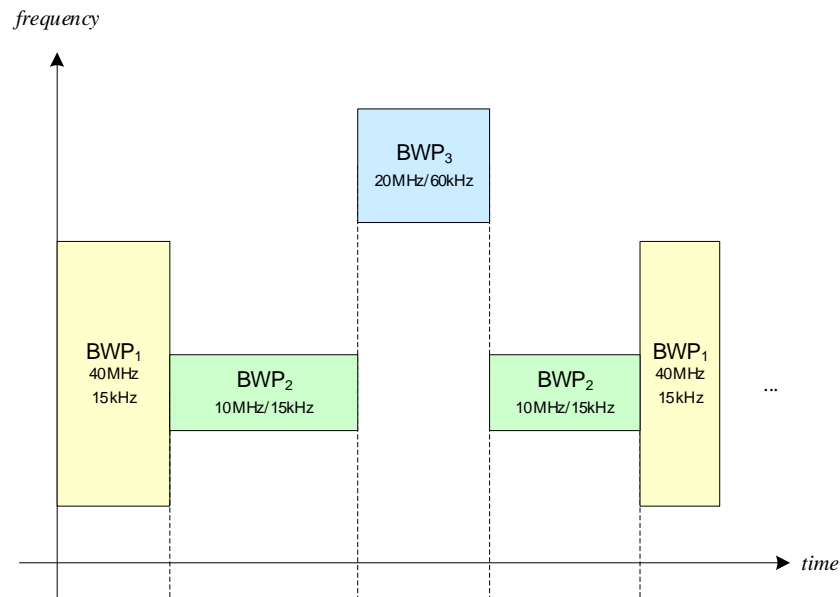 frequency
BWP₃
20MHz/60kHz
BWP₁
40MHz
15kHz
BWP₂
10MHz/15kHz
BWP₂
10MHz/15kHz
BWP₁
40MHz
15kHz
...
time